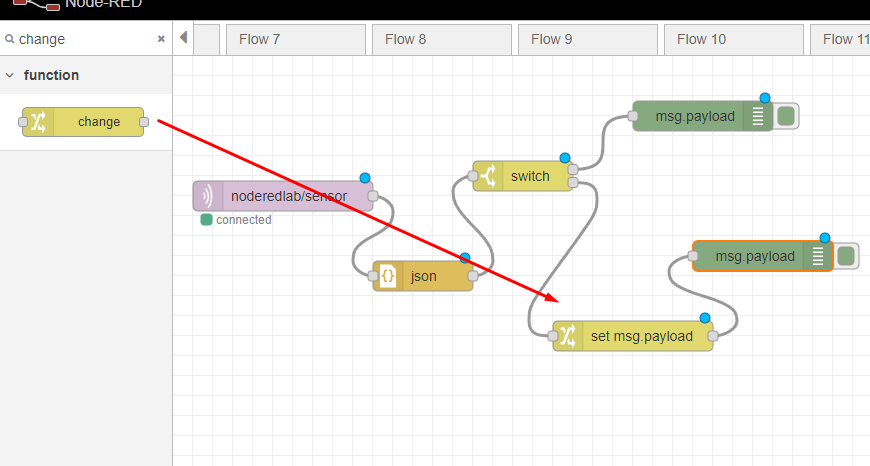 Node-RED
change
Flow 7
Flow 8
Flow 9
Flow 10
Flow 11
function
change
msg.payload
switch
noderedlab/sensor
connected
msg.payload
json
set msg.payload